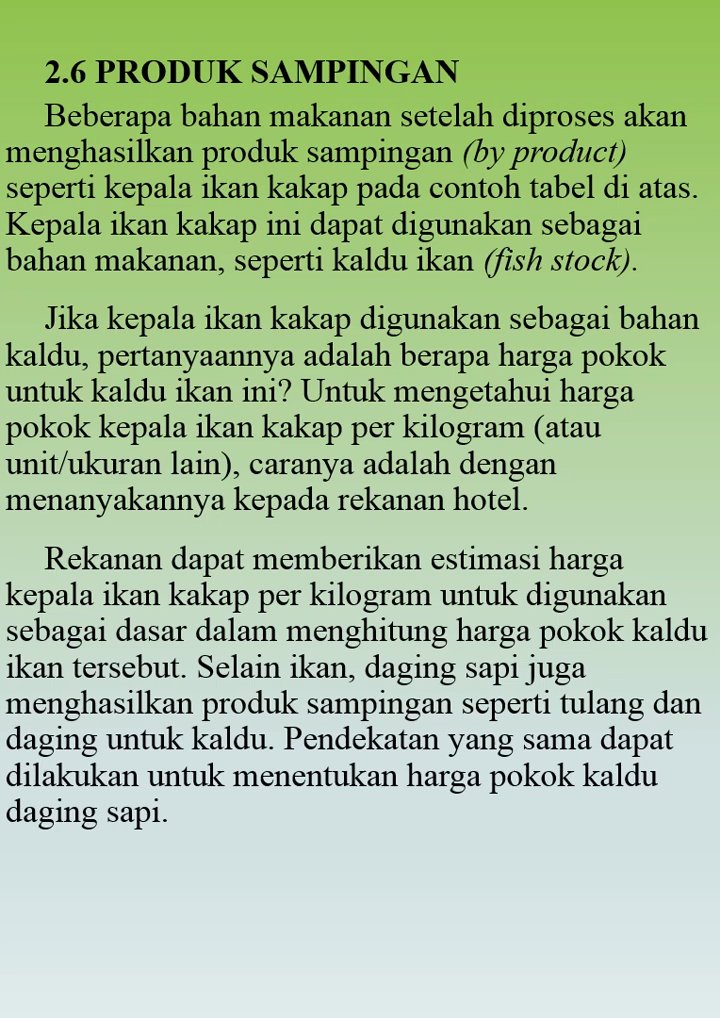 2.6 PRODUK SAMPINGAN
Beberapa bahan makanan setelah diproses akan
menghasilkan produk sampingan (by product)
seperti kepala ikan kakap pada contoh tabel di atas.
Kepala ikan kakap ini dapat digunakan sebagai
bahan makanan, seperti kaldu ikan (fish stock).
Jika kepala ikan kakap digunakan sebagai bahan
kaldu, pertanyaannya adalah berapa harga pokok
untuk kaldu ikan ini? Untuk mengetahui harga
pokok kepala ikan kakap per kilogram (atau
unit/ukuran lain), caranya adalah dengan
menanyakannya kepada rekanan hotel.
Rekanan dapat memberikan estimasi harga
kepala ikan kakap per kilogram untuk digunakan
sebagai dasar dalam menghitung harga pokok kaldu
ikan tersebut. Selain ikan, daging sapi juga
menghasilkan produk sampingan seperti tulang dan
daging untuk kaldu. Pendekatan yang sama dapat
dilakukan untuk menentukan harga pokok kaldu
daging sapi.